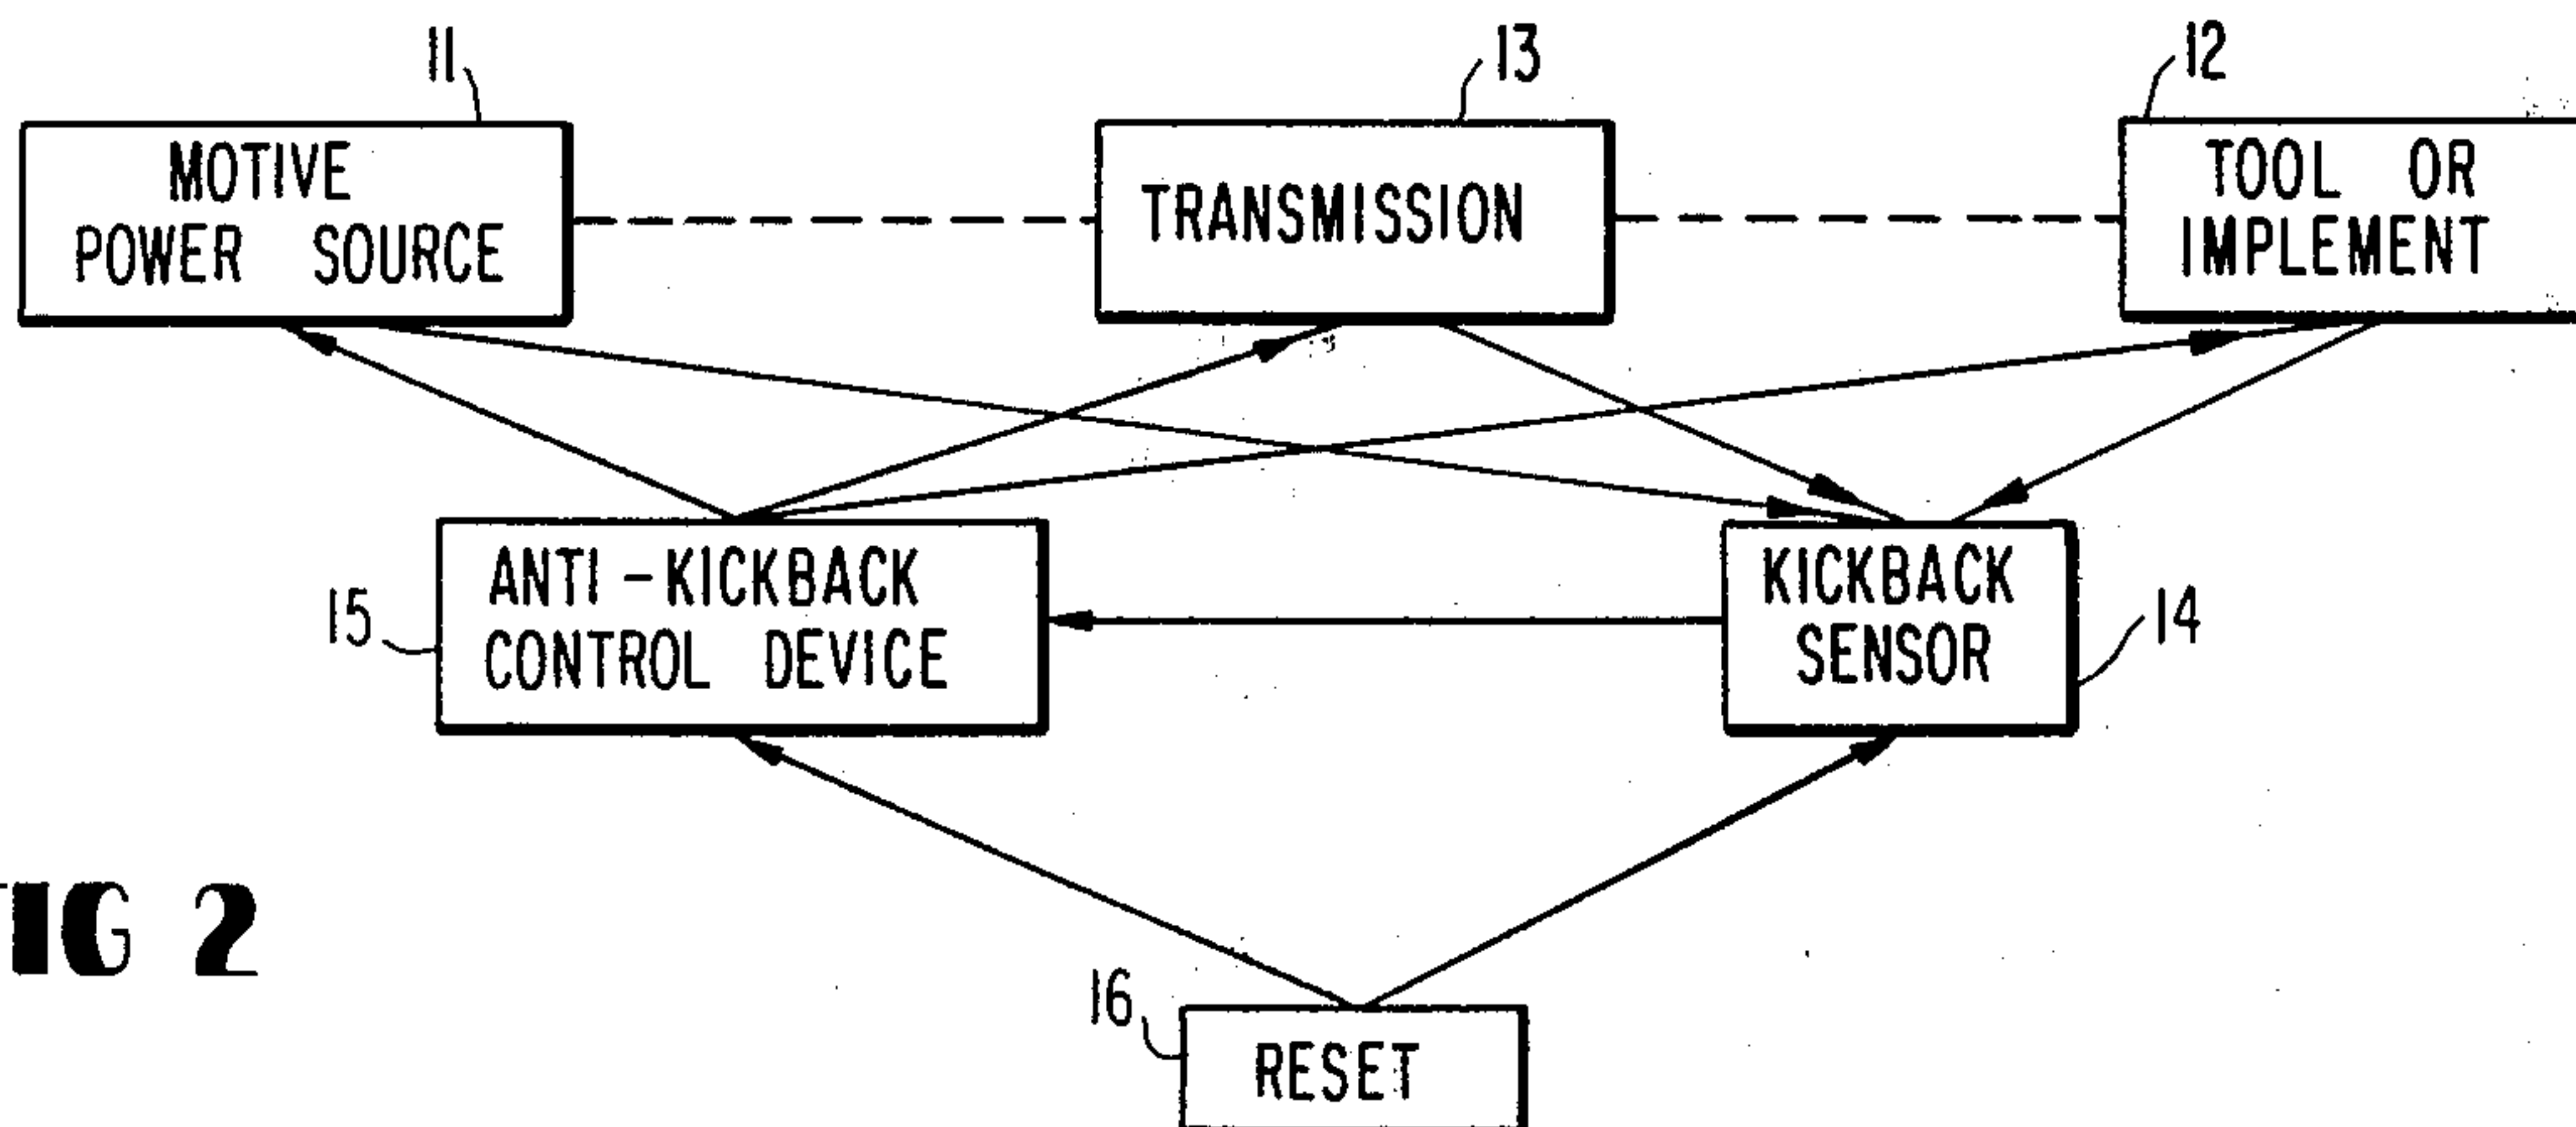 11
13
12
MOTIVE
POWER SOURCE
TRANSMISSION
TOOL OR
IMPLEMENT
ANTI-KICKBACK
CONTROL DEVICE
15
KICKBACK
SENSOR
14
FIG 2
16
RESET